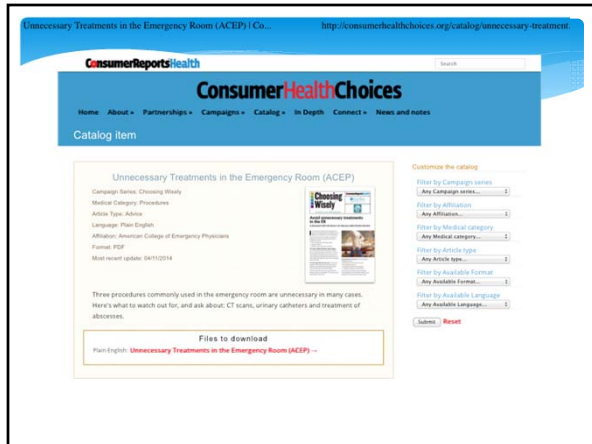 Unnecessary Treatments in the Emergency Room (ACEP) | Co...
http://consumerhealthchoices.org/catalog/unnecessary-treatment
ConsumerReportsHealth
Search
ConsumerHealthChoices
Home About » Partnerships » Campaigns » Catalog » In Depth Connect » News and notes
Catalog item
Unnecessary Treatments in the Emergency Room (ACEP)
Campaign Series: Choosing Wisely
Medical Category: Procedures
Article Type: Advice
Language: Plain English
Affiliation: American College of Emergency Physicians
Format: PDF
Most recent update: 04/11/2014
Choosing
Wisely
Avoid unnecessary treatments
in the ER
Three procedures commonly used in the emergency room are unnecessary in many cases.
Here's what to watch out for, and ask about: CT scans, urinary catheters and treatment of
abscesses.
Files to download
Plain English: Unnecessary Treatments in the Emergency Room (ACEP) →
Customize the catalog
Filter by Campaign series
Any Campaign series...
Filter by Affiliation
Any Affiliation...
Filter by Medical category
Any Medical category...
Filter by Article type
Any Article type...
Filter by Available Format
Any Available Format...
Filter by Available Language
Any Available Language...
Submit Reset